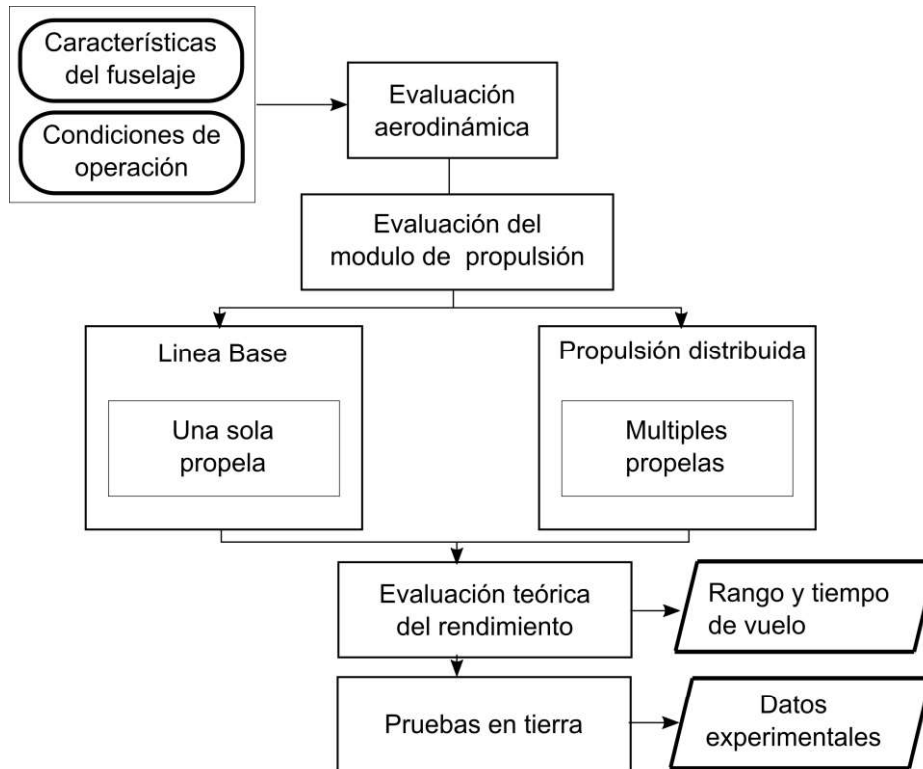 Características
del fuselaje
Condiciones de
operación
Evaluación
aerodinámica
Evaluación del
modulo de propulsión
Linea Base
Una sola
propela
Propulsión distribuida
Multiples
propelas
Evaluación teórica
del rendimiento
Rango y tiempo
de vuelo
Pruebas en tierra
Datos
experimentales